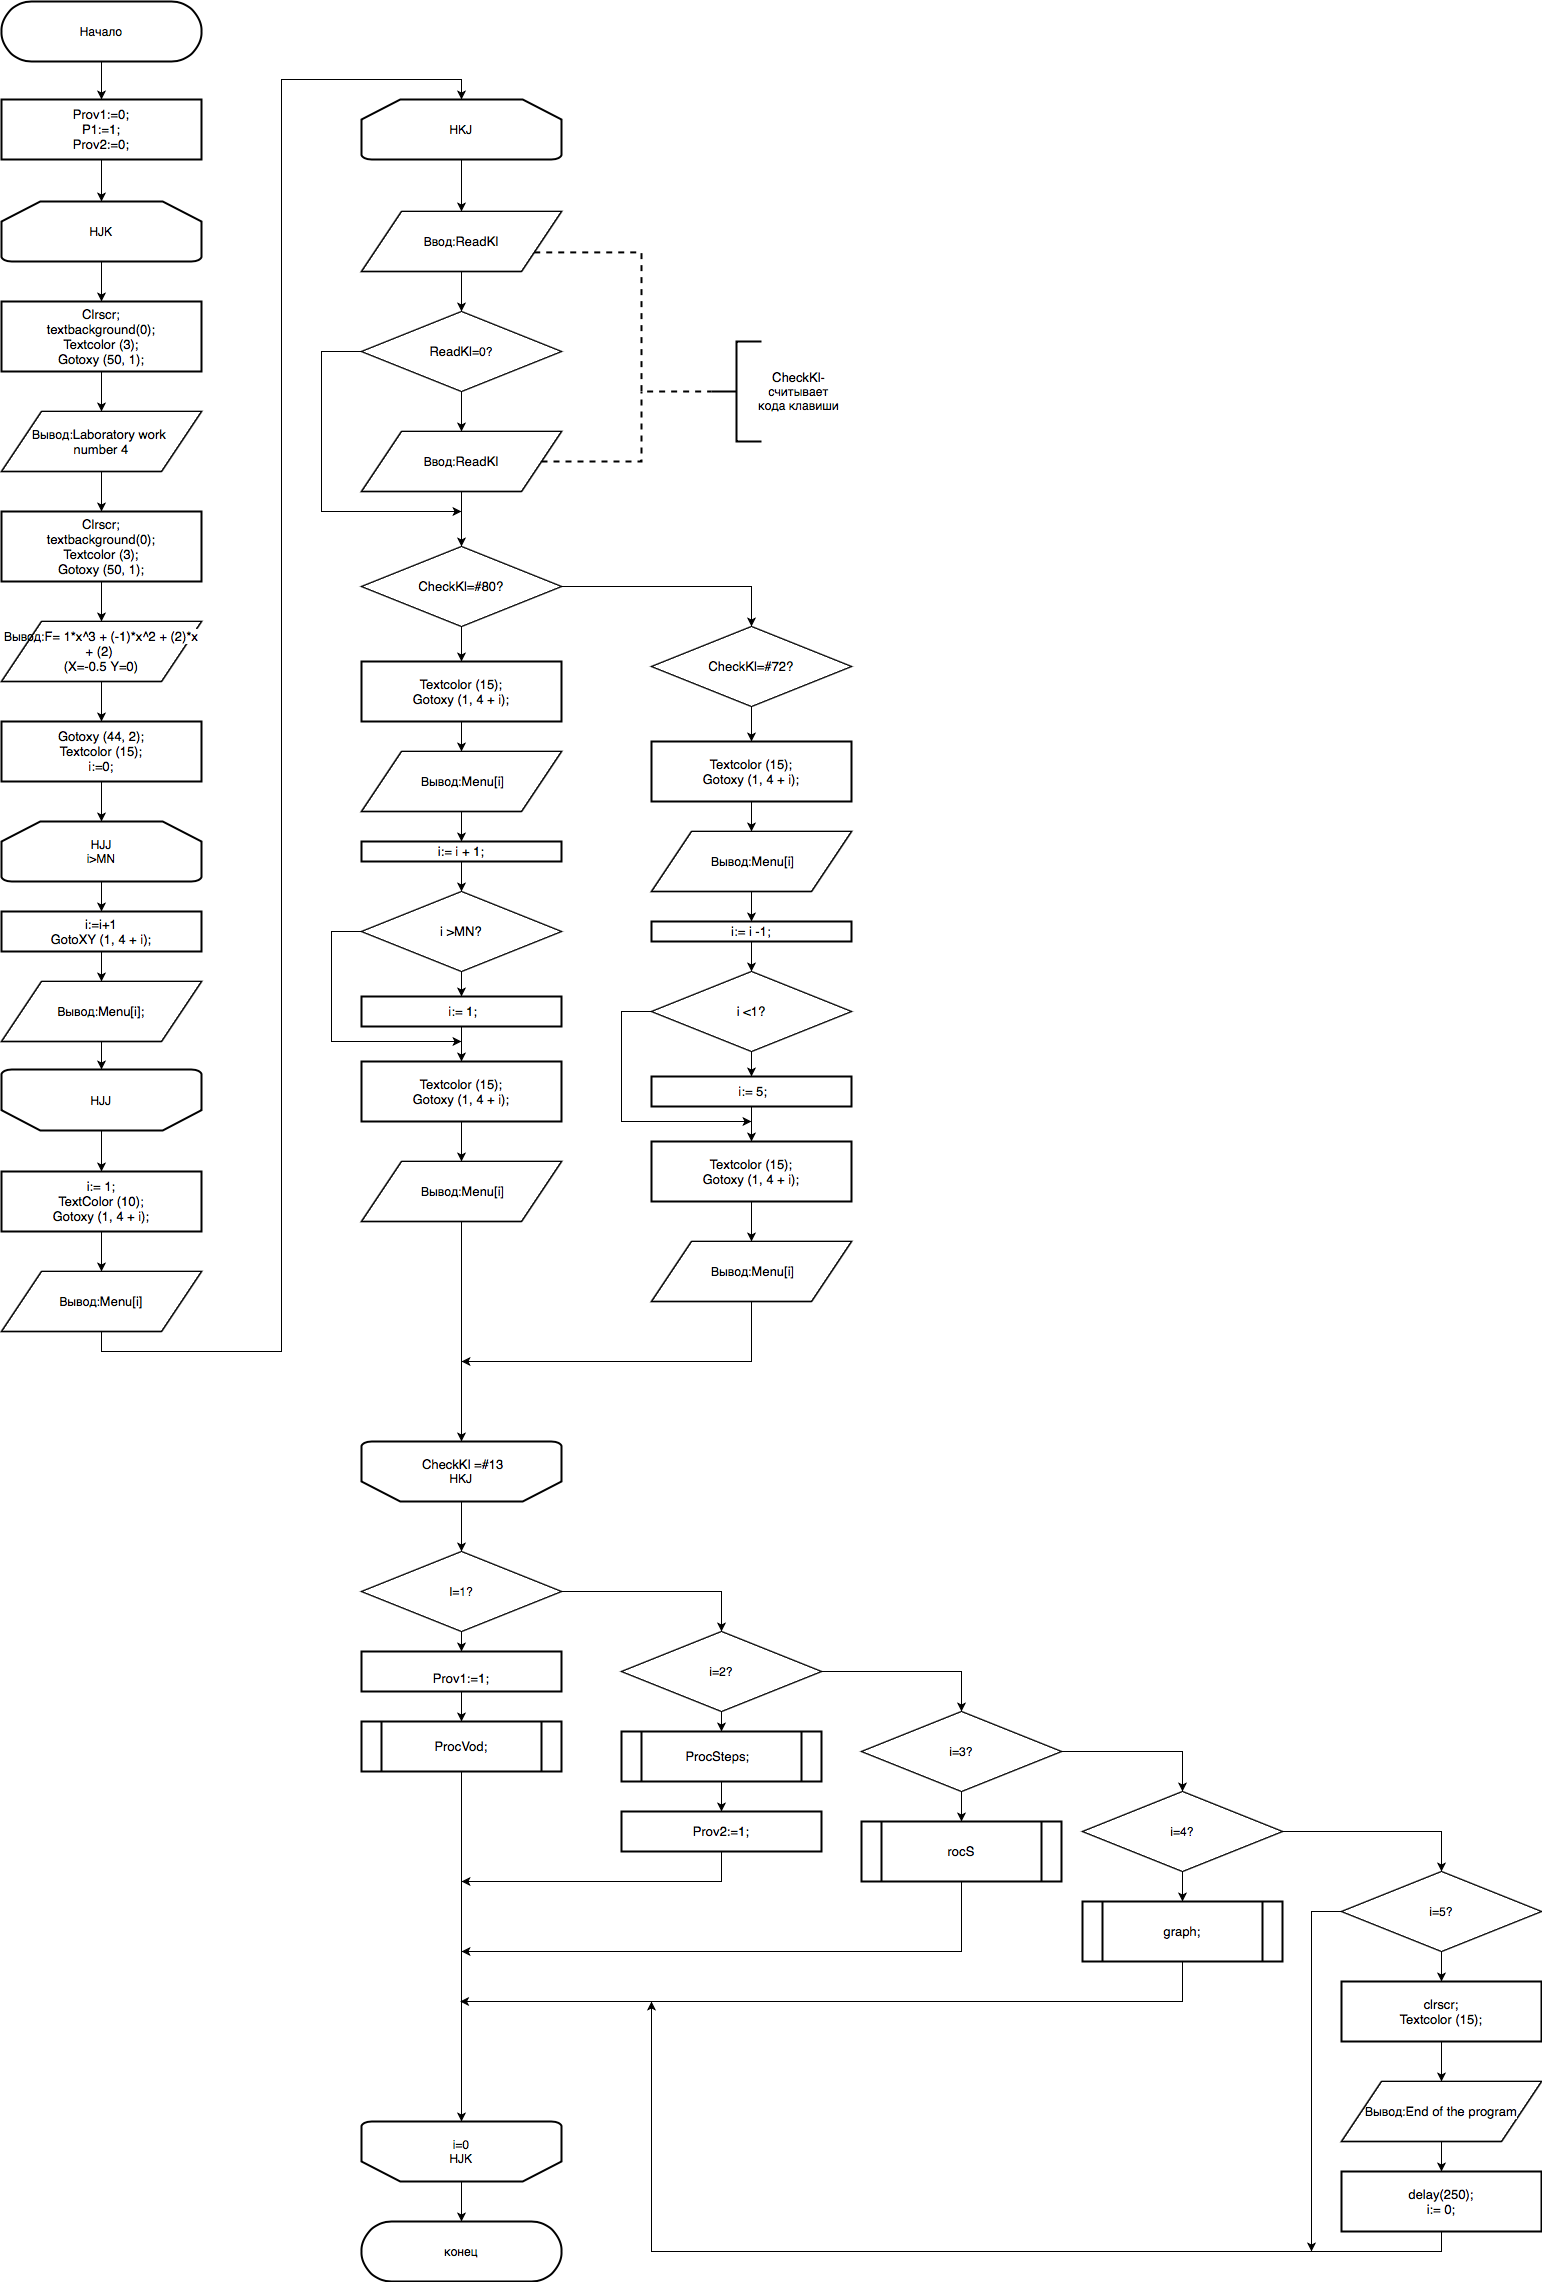 Начало
Prov1:=0;
P1:=1;
Prov2:=0;
HJK
Clrscr;
textbackground(0);
Textcolor (3);
Gotoxy (50, 1);
Вывод:Laboratory work
number 4
Clrscr;
textbackground(0);
Textcolor (3);
Gotoxy (50, 1);
Вывод:F= 1*x^3 + (-1)*x^2 + (2)*x
+ (2)
(X=-0.5 Y=0)
Gotoxy (44, 2);
Textcolor (15);
i:=0;
HJJ
i>MN
i:=i+1
GotoXY (1, 4 + i);
Вывод:Menu[i];
HJJ
i:= 1;
TextColor (10);
Gotoxy (1, 4 + i);
Вывод:Menu[i]
HKJ
Ввод:ReadKl
ReadKl=0?
Ввод:ReadKl
CheckKl-
считывает
кода клавиши
CheckKl=#80?
Textcolor (15);
Gotoxy (1, 4 + i);
Вывод:Menu[i]
i:= i + 1;
i >MN?
i:= 1;
Textcolor (15);
Gotoxy (1, 4 + i);
Вывод:Menu[i]
CheckKl=#72?
Textcolor (15);
Gotoxy (1, 4 + i);
Вывод:Menu[i]
i:= i -1;
i <1?
i:= 5;
Textcolor (15);
Gotoxy (1, 4 + i);
Вывод:Menu[i]
CheckKl =#13
HKJ
I=1?
Prov1:=1;
ProcVod;
i=2?
ProcSteps;
Prov2:=1;
i=3?
rocS
i=4?
graph;
i=5?
clrscr;
Textcolor (15);
Вывод:End of the program
delay(250);
i:= 0;
i=0
HJK
конец